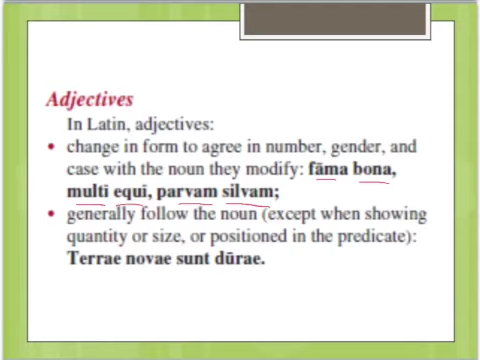 Adjectives
In Latin, adjectives:
• change in form to agree in number, gender, and
case with the noun they modify: fāma bona,
multī equī, parvam silvam;
• generally follow the noun (except when showing
quantity or size, or positioned in the predicate):
Terrae novae sunt dūrae.